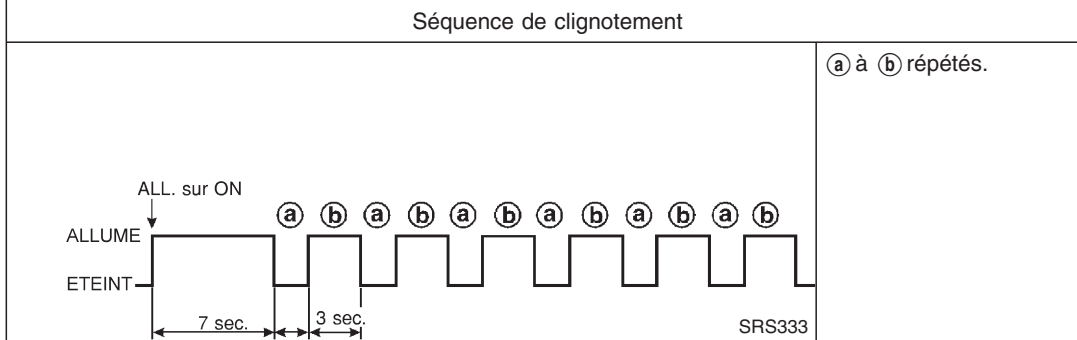 Séquence de clignotement
ⓐ à ⓑ répétés.
ALL. sur ON
ⓐ ⓑ ⓐ ⓑ ⓐ ⓑ ⓐ ⓑ ⓐ ⓑ ⓐ ⓑ
ALLUME
ETEINT
7 sec. 3 sec.
SRS333